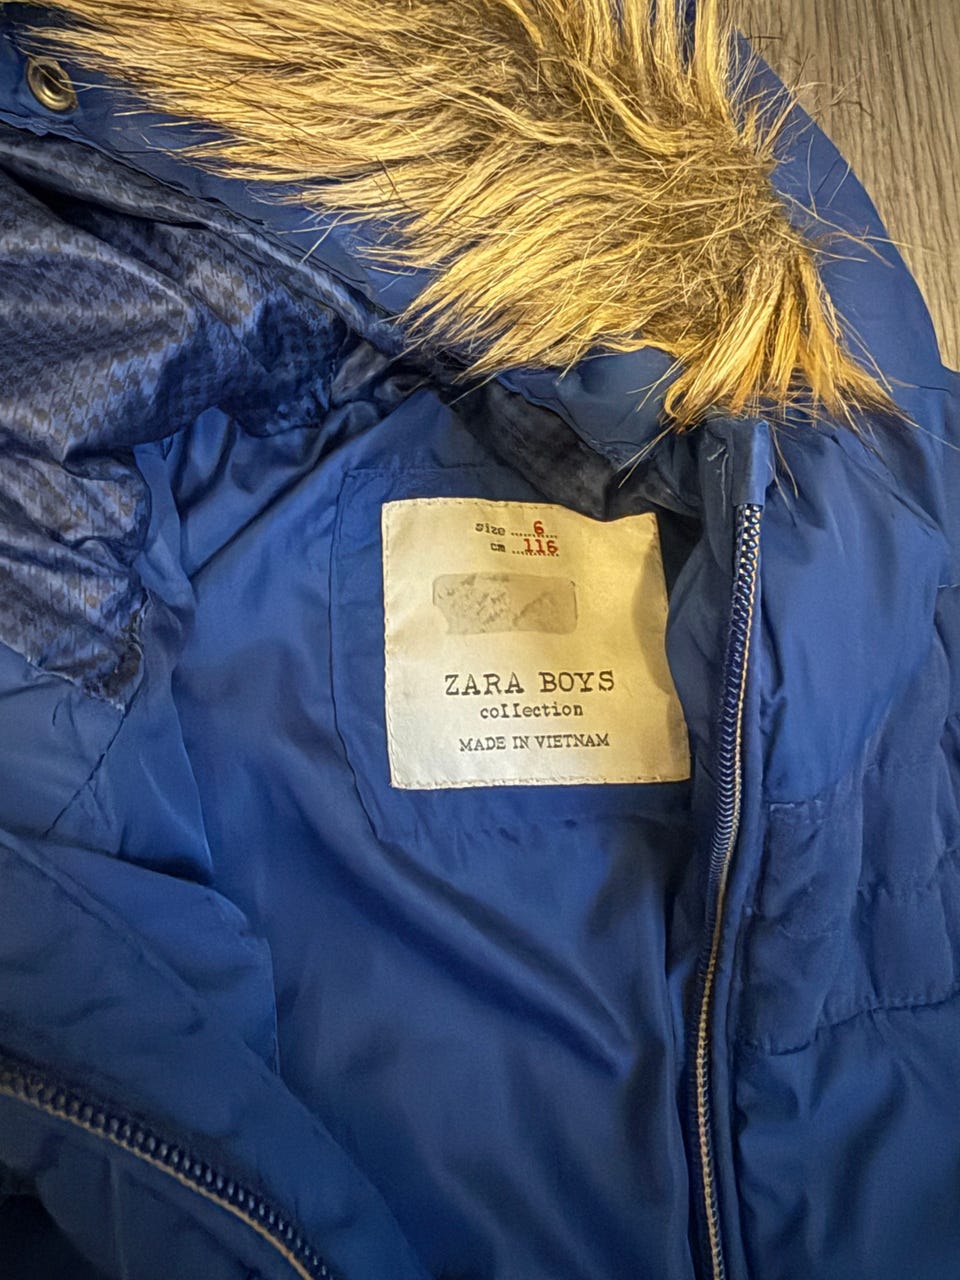 size ...... 6
cm ...... 116
ZARA BOYS
collection
MADE IN VIETNAM